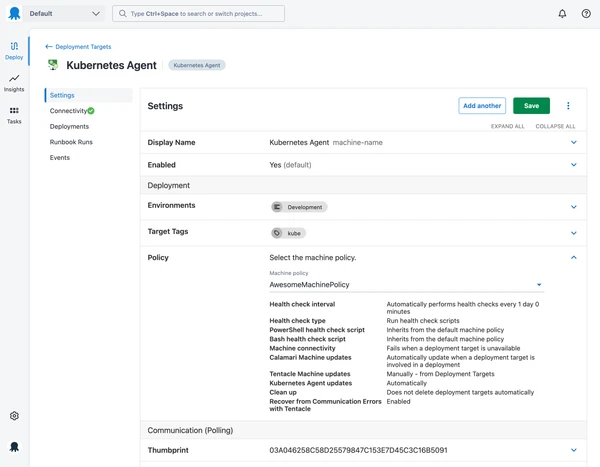 Default
Type Ctrl+Space to search or switch projects...
Deploy
Insights
Tasks
← Deployment Targets
Kubernetes Agent
Kubernetes Agent
Settings
Connectivity
Deployments
Runbook Runs
Events
Settings
Add another
Save
EXPAND ALL
COLLAPSE ALL
Display Name
Kubernetes Agent machine-name
Enabled
Yes (default)
Deployment
Environments
Development
Target Tags
kube
Policy
Select the machine policy.
Machine policy
AwesomeMachinePolicy
Health check interval
Automatically performs health checks every 1 day 0
minutes
Health check type
Run health check scripts
PowerShell health check script
Inherits from the default machine policy
Bash health check script
Inherits from the default machine policy
Machine connectivity
Fails when a deployment target is unavailable
Calamari Machine updates
Automatically update when a deployment target is
involved in a deployment
Tentacle Machine updates
Manually - from Deployment Targets
Kubernetes Agent updates
Automatically
Clean up
Does not delete deployment targets automatically
Recover from Communication Errors
with Tentacle
Enabled
Communication (Polling)
Thumbprint
03A046258C58D25579847C153E7D45C3C16B5091